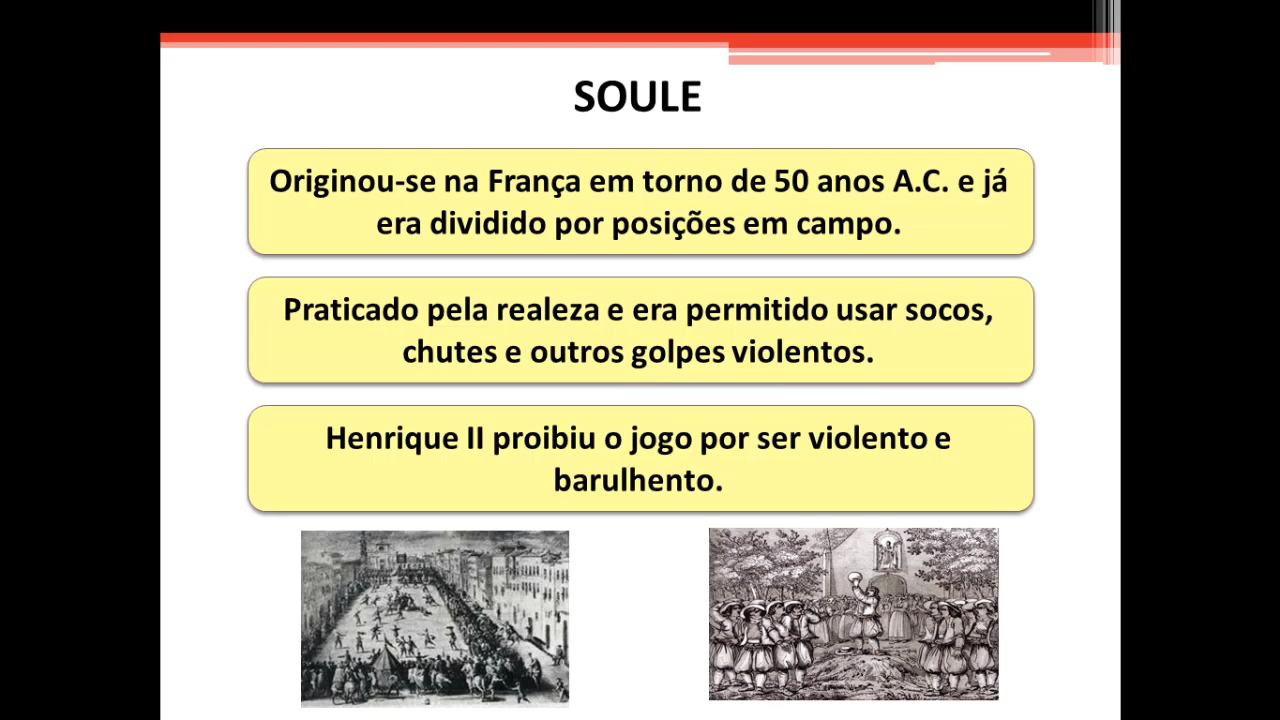 SOULE
Originou-se na França em torno de 50 anos A.C. e já
era dividido por posições em campo.
Praticado pela realeza e era permitido usar socos,
chutes e outros golpes violentos.
Henrique II proibiu o jogo por ser violento e
barulhento.